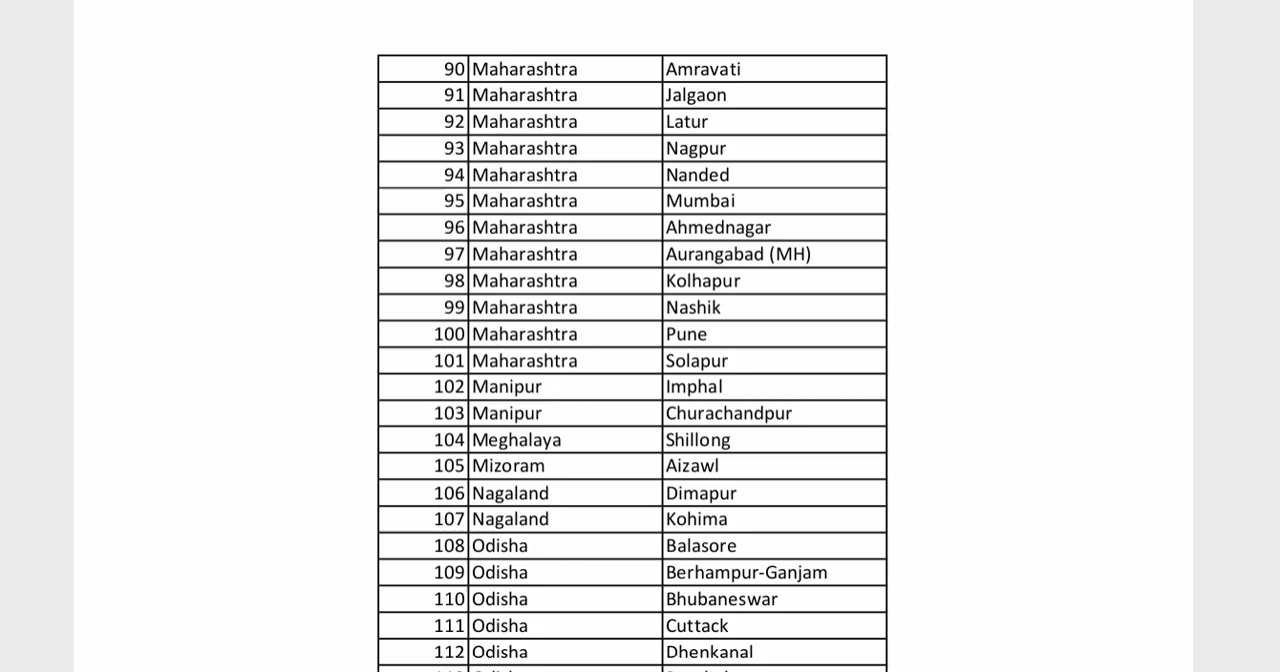 90 Maharashtra Amravati
91 Maharashtra Jalgaon
92 Maharashtra Latur
93 Maharashtra Nagpur
94 Maharashtra Nanded
95 Maharashtra Mumbai
96 Maharashtra Ahmednagar
97 Maharashtra Aurangabad (MH)
98 Maharashtra Kolhapur
99 Maharashtra Nashik
100 Maharashtra Pune
101 Maharashtra Solapur
102 Manipur Imphal
103 Manipur Churachandpur
104 Meghalaya Shillong
105 Mizoram Aizawl
106 Nagaland Dimapur
107 Nagaland Kohima
108 Odisha Balasore
109 Odisha Berhampur-Ganjam
110 Odisha Bhubaneswar
111 Odisha Cuttack
112 Odisha Dhenkanal